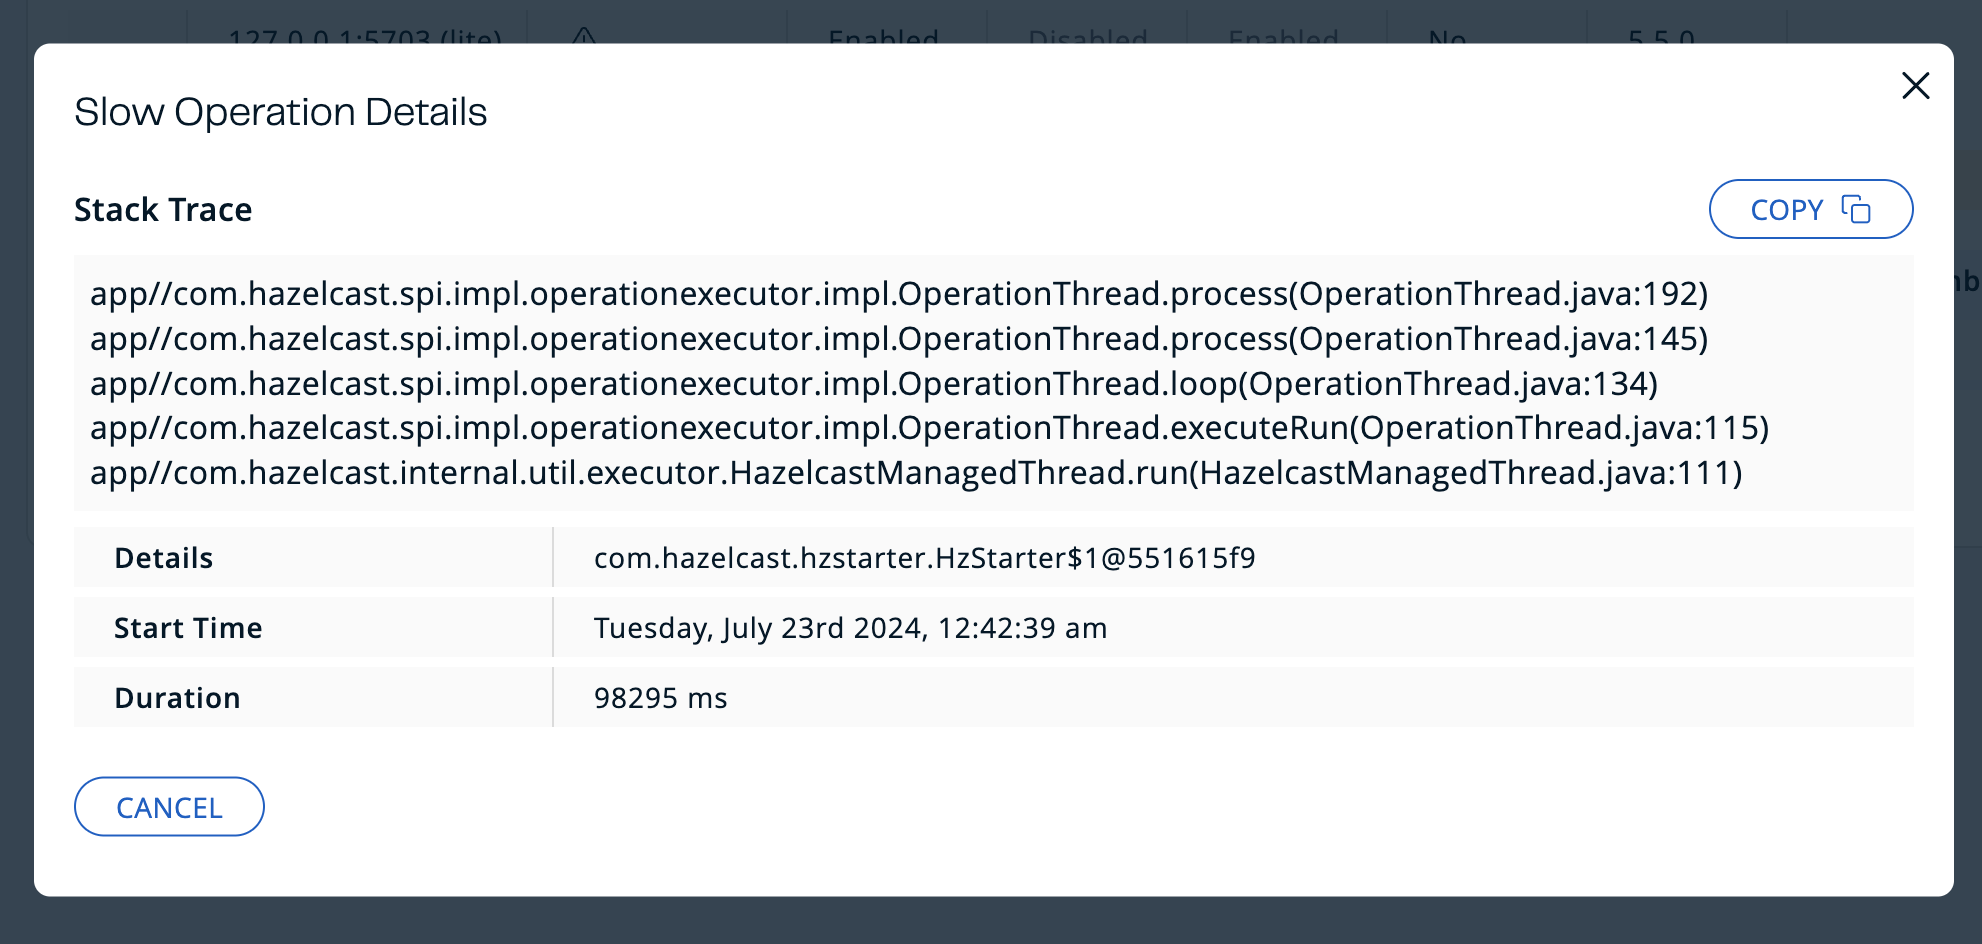 127.0.0.1:5703 (lite) Enabled Disabled Enabled No 5.5.0
Slow Operation Details
Stack Trace
COPY
app//com.hazelcast.spi.impl.operationexecutor.impl.OperationThread.process(OperationThread.java:192)
app//com.hazelcast.spi.impl.operationexecutor.impl.OperationThread.process(OperationThread.java:145)
app//com.hazelcast.spi.impl.operationexecutor.impl.OperationThread.loop(OperationThread.java:134)
app//com.hazelcast.spi.impl.operationexecutor.impl.OperationThread.executeRun(OperationThread.java:115)
app//com.hazelcast.internal.util.executor.HazelcastManagedThread.run(HazelcastManagedThread.java:111)
Details com.hazelcast.hzstarter.HzStarter$1@551615f9
Start Time Tuesday, July 23rd 2024, 12:42:39 am
Duration 98295 ms
CANCEL